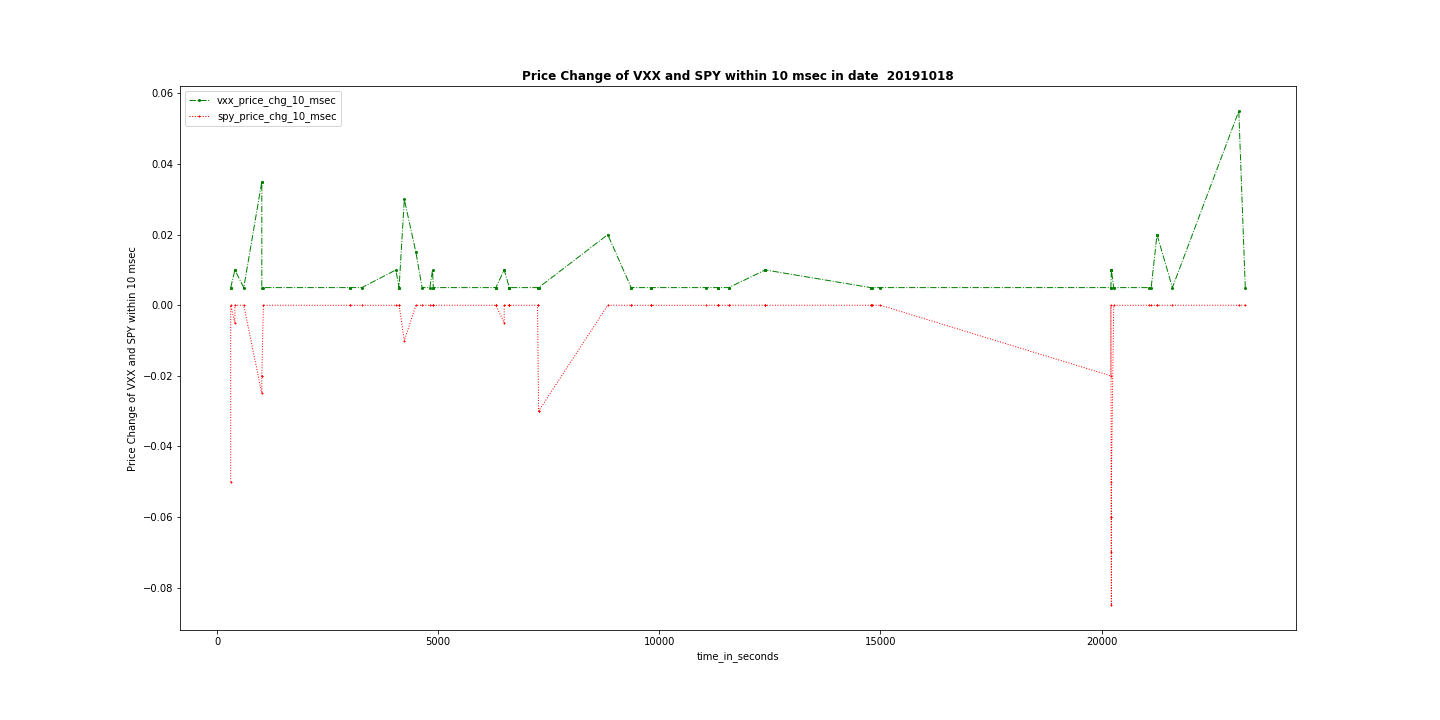 Price Change of VXX and SPY within 10 msec in date  20191018
vxx_price_chg_10_msec
spy_price_chg_10_msec
Price Change of VXX and SPY within 10 msec
0.06
0.04
0.02
0.00
−0.02
−0.04
−0.06
−0.08
0
5000
10000
15000
20000
time_in_seconds